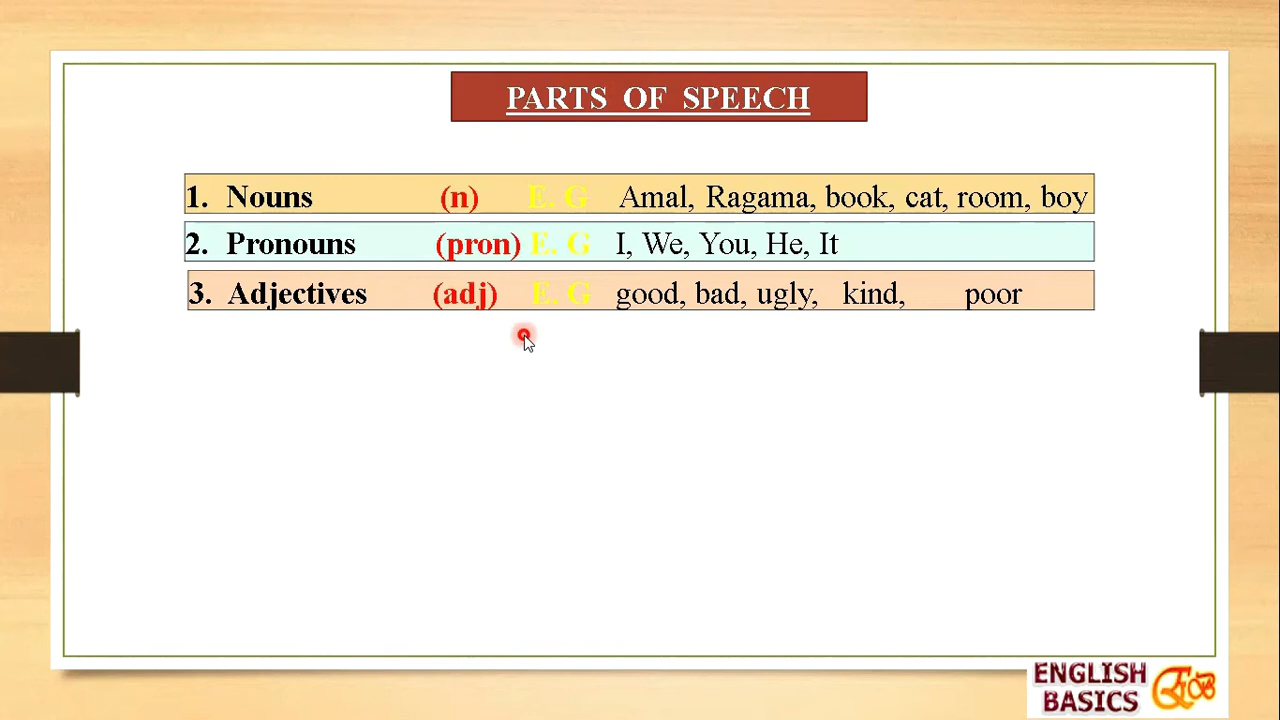 PARTS OF SPEECH
1. Nouns (n) E. G Amal, Ragama, book, cat, room, boy
2. Pronouns (pron) E. G I, We, You, He, It
3. Adjectives (adj) E. G good, bad, ugly, kind, poor
ENGLISH
BASICS
EB